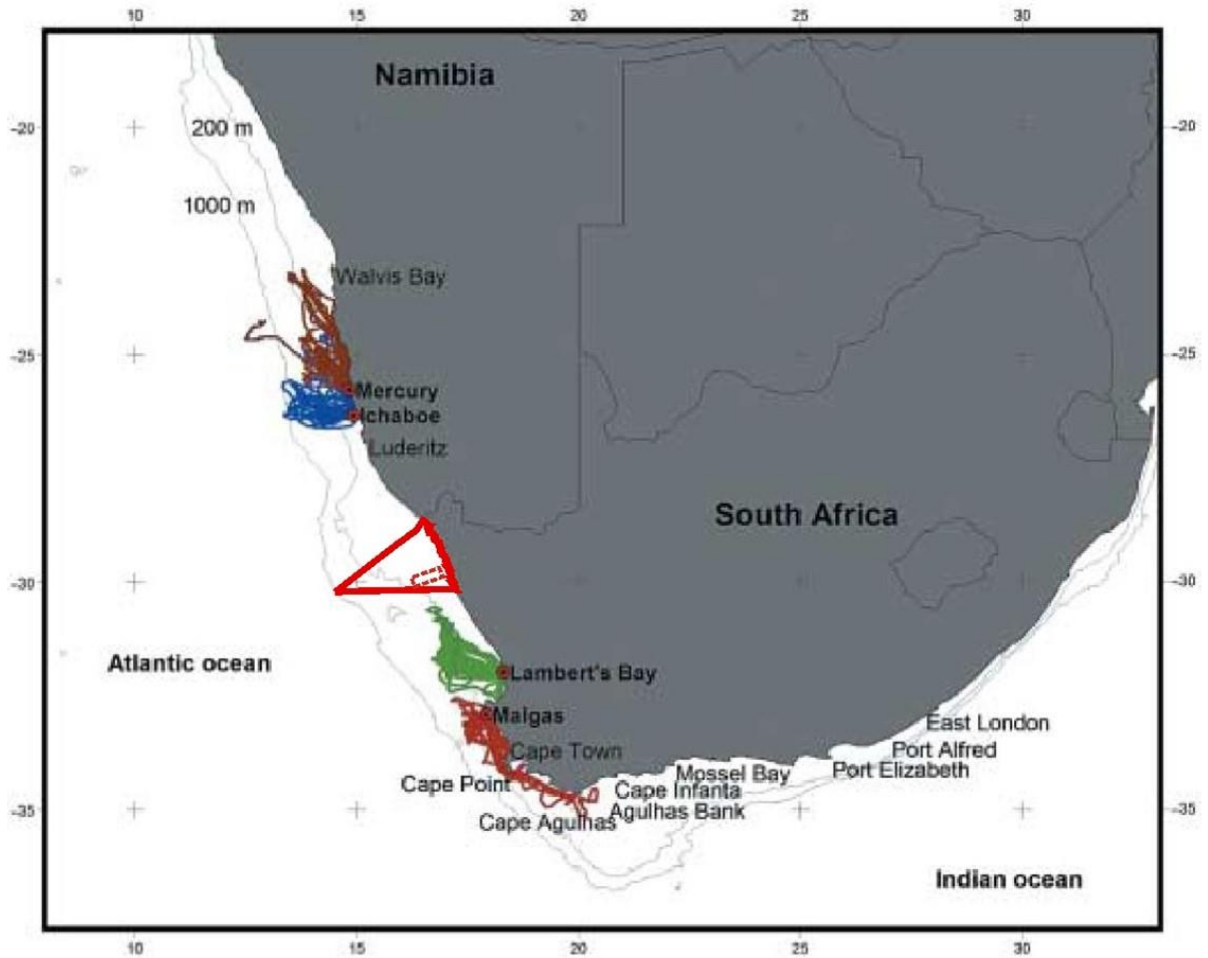 10 15 20 25 30
Namibia
-20 200 m -20
1000 m
Walvis Bay
-25 -25
Mercury
Ichaboe
Luderitz
South Africa
-30 -30
Atlantic ocean
Lambert's Bay
Malgas
East London
Cape Town
Port Alfred
Port Elizabeth
Mossel Bay
Cape Point
Cape Infanta
-35 Agulhas Bank -35
Cape Agulhas
Indian ocean
10 15 20 25 30